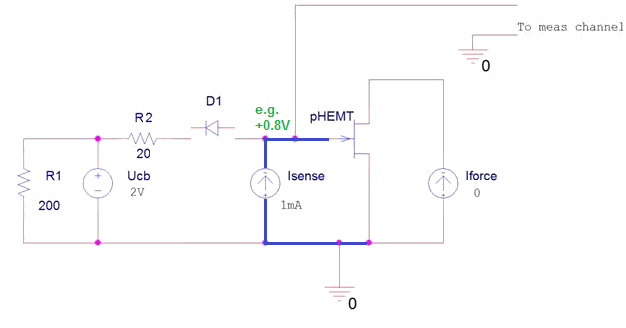 To meas channel
0
D1
e.g.
+0.8V
pHEMT
R2
20
R1
200
Ucb
2V
Isense
1mA
Iforce
0
0